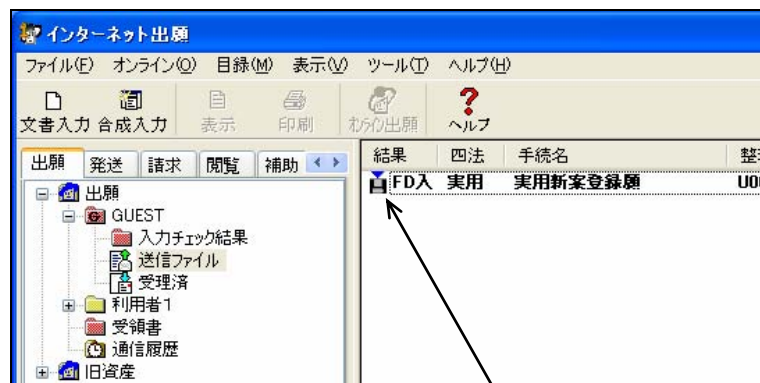 インターネット出願
ファイル(F) オンライン(O) 目録(M) 表示(V) ツール(T) ヘルプ(H)
文書入力 合成入力 表示 印刷 オンライン出願 ヘルプ
出願 発送 請求 閲覧 補助
結果 四法 手続名
出願
FD入 実用 実用新案登録願
GUEST
入力チェック結果
送信ファイル
受理済
利用者1
受領書
通信履歴
旧資産